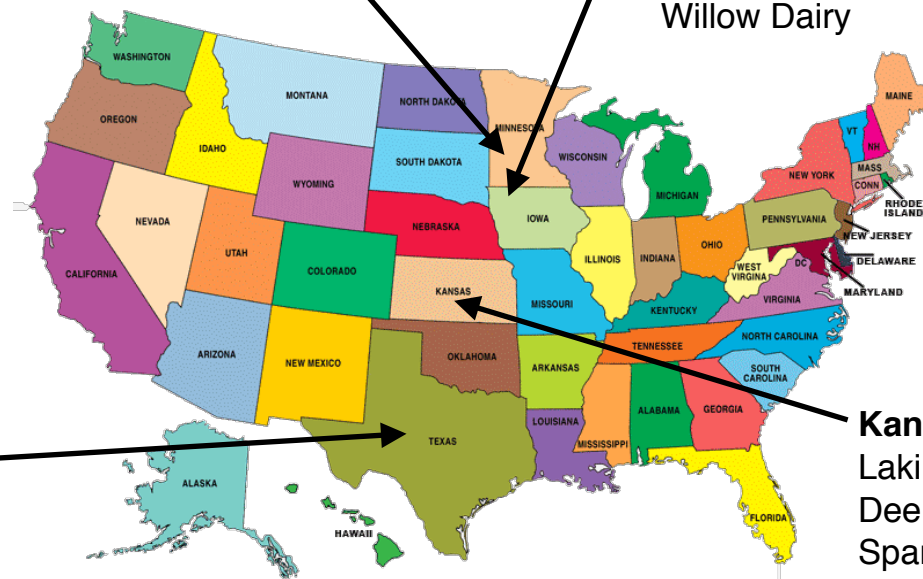 Willow Dairy
WASHINGTON
MONTANA
NORTH DAKOTA
MINNESOTA
MAINE
OREGON
IDAHO
SOUTH DAKOTA
WISCONSIN
VT
NH
MASS
NEW YORK
CONN
MICHIGAN
WYOMING
RHODE
ISLAND
NEVADA
NEBRASKA
IOWA
PENNSYLVANIA
NEW JERSEY
UTAH
COLORADO
ILLINOIS
INDIANA
OHIO
DELAWARE
WEST
VIRGINA
DC
MARYLAND
CALIFORNIA
KANSAS
MISSOURI
KENTUCKY
VIRGINIA
ARIZONA
NEW MEXICO
OKLAHOMA
TENNESSEE
NORTH CAROLINA
ARKANSAS
SOUTH
CAROLINA
TEXAS
LOUISIANA
MISSISSIPPI
ALABAMA
GEORGIA
Kan
Laki
Dee
Spar
ALASKA
HAWAII
FLORIDA